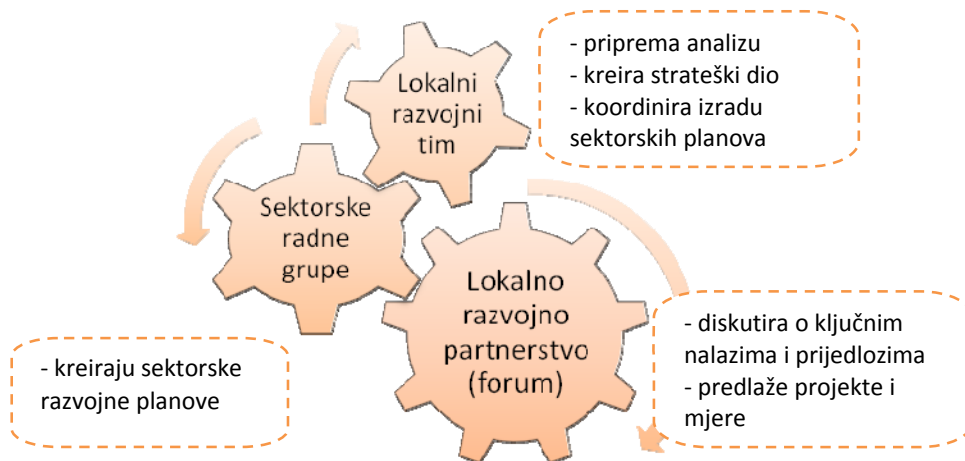 Lokalni
razvojni
tim
- priprema analizu
- kreira strateški dio
- koordinira izradu
sektorskih planova
Sektorske
radne
grupe
- kreiraju sektorske
razvojne planove
Lokalno
razvojno
partnerstvo
(forum)
- diskutira o ključnim
nalazima i prijedlozima
- predlaže projekte i
mjere